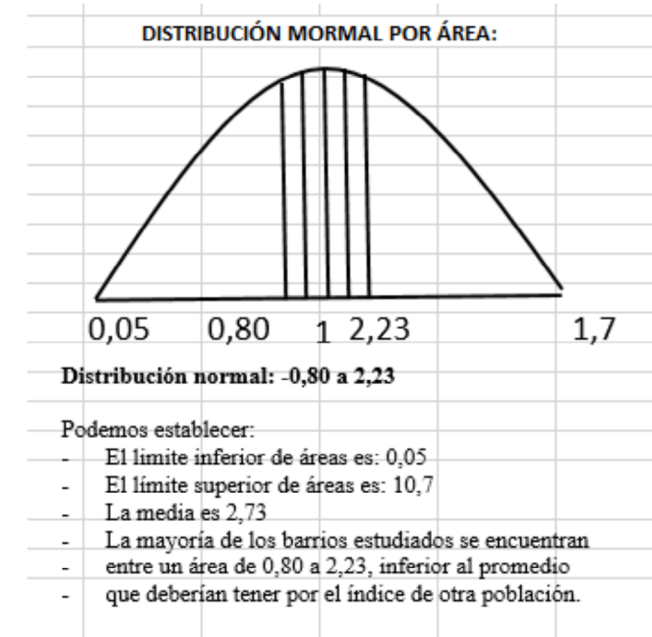 DISTRIBUCIÓN MORMAL POR ÁREA:
0,05 0,80 1 2,23 1,7
Distribución normal: -0,80 a 2,23
Podemos establecer:
- El limite inferior de áreas es: 0,05
- El límite superior de áreas es: 10,7
- La media es 2,73
- La mayoría de los barrios estudiados se encuentran
- entre un área de 0,80 a 2,23, inferior al promedio
- que deberían tener por el índice de otra población.